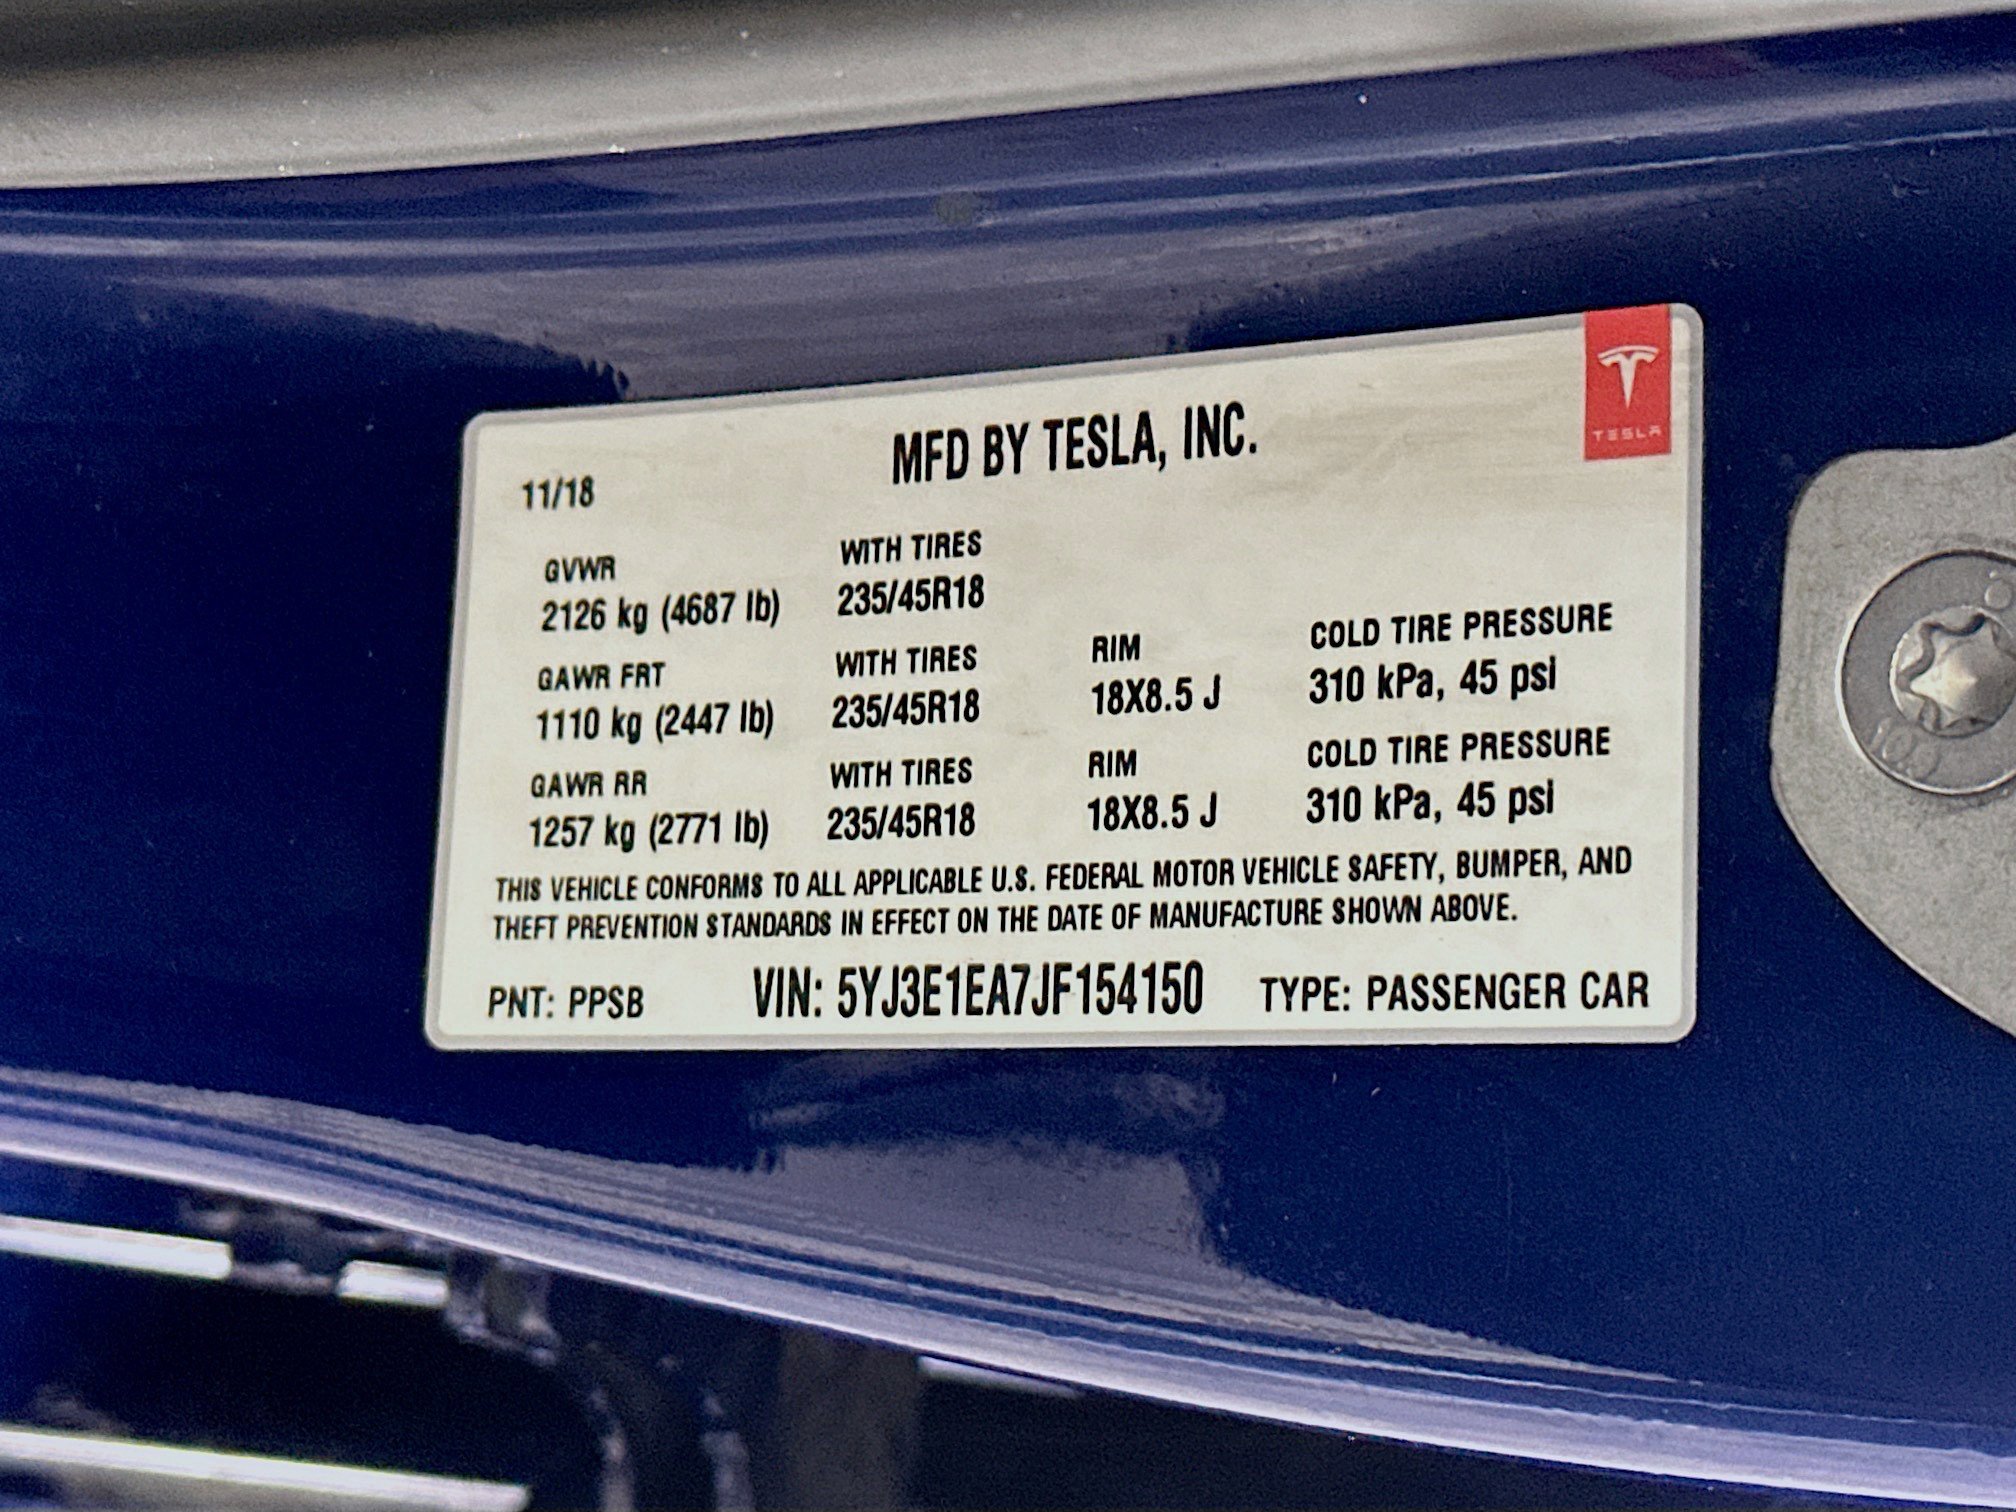 TESLA
MFD BY TESLA, INC.
11/18
GVWR WITH TIRES
2126 kg (4687 lb) 235/45R18
GAWR FRT WITH TIRES RIM COLD TIRE PRESSURE
1110 kg (2447 lb) 235/45R18 18X8.5 J 310 kPa, 45 psi
GAWR RR WITH TIRES RIM COLD TIRE PRESSURE
1257 kg (2771 lb) 235/45R18 18X8.5 J 310 kPa, 45 psi
THIS VEHICLE CONFORMS TO ALL APPLICABLE U.S. FEDERAL MOTOR VEHICLE SAFETY, BUMPER, AND
THEFT PREVENTION STANDARDS IN EFFECT ON THE DATE OF MANUFACTURE SHOWN ABOVE.
PNT: PPSB VIN: 5YJ3E1EA7JF154150 TYPE: PASSENGER CAR